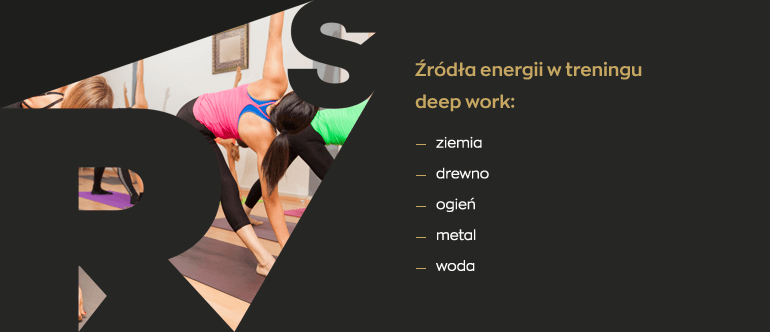 S
R
Źródła energii w treningu
deep work:
– ziemia
– drewno
– ogień
– metal
– woda